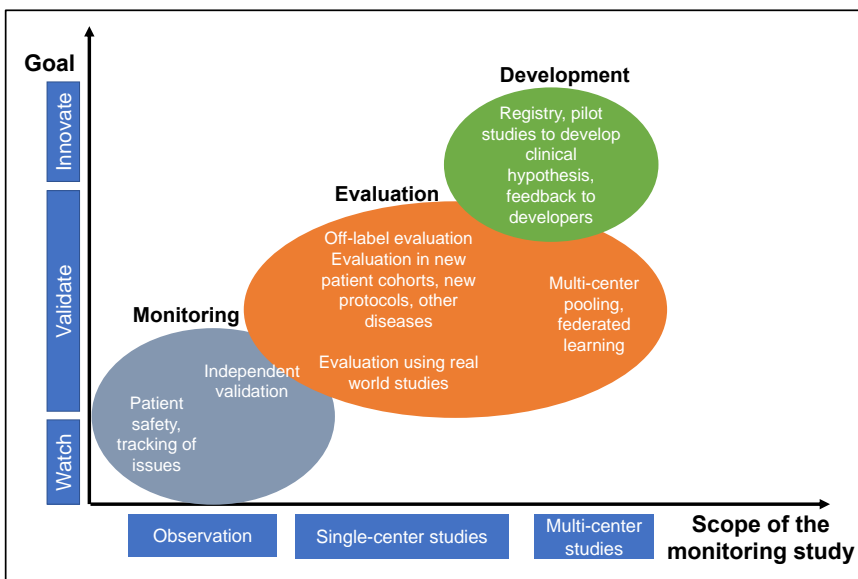 Goal
Innovate
Validate
Watch
Development
Registry, pilot
studies to develop
clinical
hypothesis,
feedback to
developers
Evaluation
Off-label evaluation
Evaluation in new
patient cohorts, new
protocols, other
diseases
Multi-center
pooling,
federated
learning
Evaluation using real
world studies
Monitoring
Independent
validation
Patient
safety,
tracking of
issues
Observation
Single-center studies
Multi-center
studies
Scope of the
monitoring study